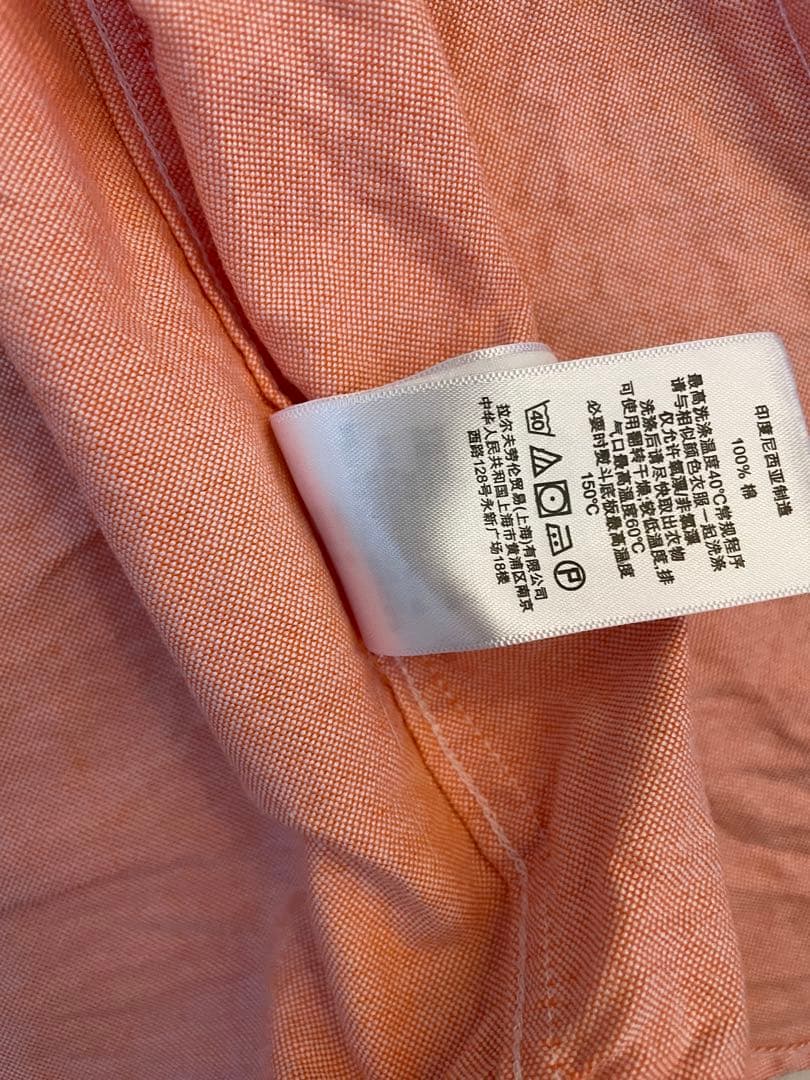 印度尼西亚制造
100% 棉
最高洗涤温度40℃常规程序
请与相似颜色衣服一起洗涤
仅允许氧漂/非氯漂
洗涤后请尽快取出衣物
可使用翻转干燥,较低温度,排
气口最高温度60℃
必要时熨斗底板最高温度
150℃
40
P
拉尔夫劳伦贸易(上海)有限公司
中华人民共和国上海市黄浦区南京
西路128号永新广场18楼